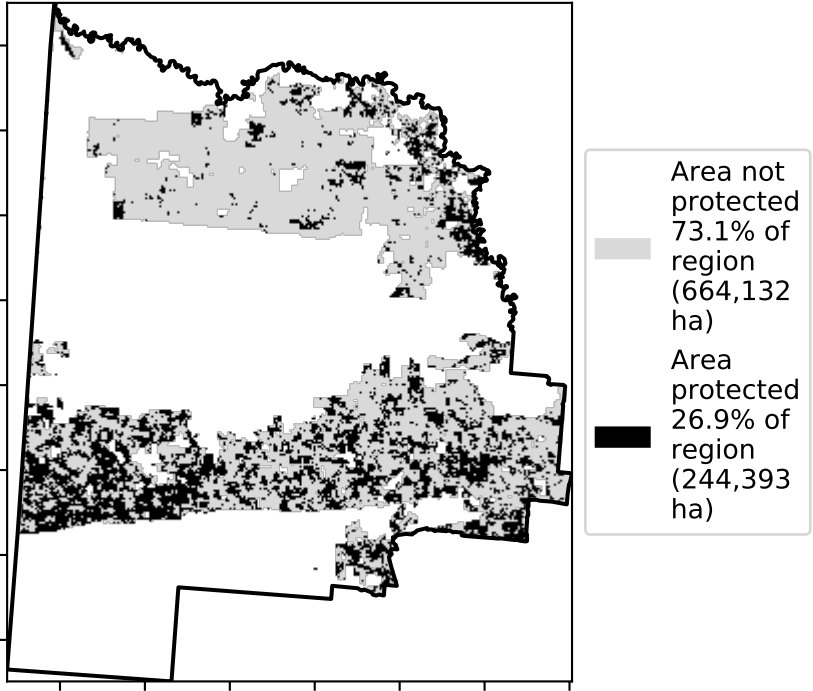 Area not
protected
73.1% of
region
(664,132
ha)
Area
protected
26.9% of
region
(244,393
ha)